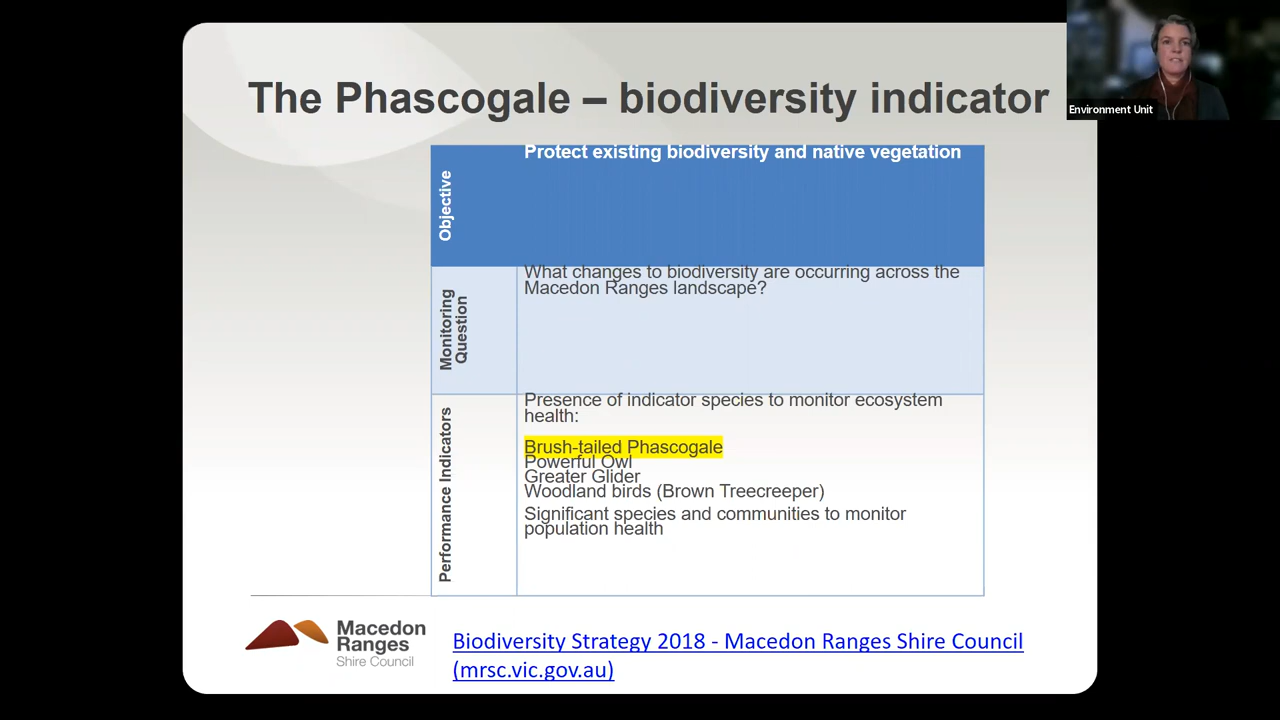 The Phascogale – biodiversity indicator
Environment Unit
Objective
Protect existing biodiversity and native vegetation
Monitoring
Question
What changes to biodiversity are occurring across the
Macedon Ranges landscape?
Performance Indicators
Presence of indicator species to monitor ecosystem
health:
Brush-tailed Phascogale
Powerful Owl
Greater Glider
Woodland birds (Brown Treecreeper)
Significant species and communities to monitor
population health
Macedon
Ranges
Shire Council
Biodiversity Strategy 2018 - Macedon Ranges Shire Council
(mrsc.vic.gov.au)